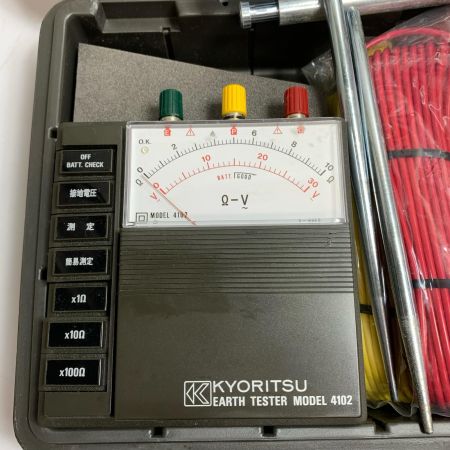 O.K.
E P C
0 2 4 6 8 10
Ω Ω
0 10 20 30
V V
BATT. GOOD
Ω-V
MODEL 4102
OFF
BATT. CHECK
接地電圧
測定
簡易測定
x1Ω
x10Ω
x100Ω
KYORITSU
EARTH TESTER MODEL 4102